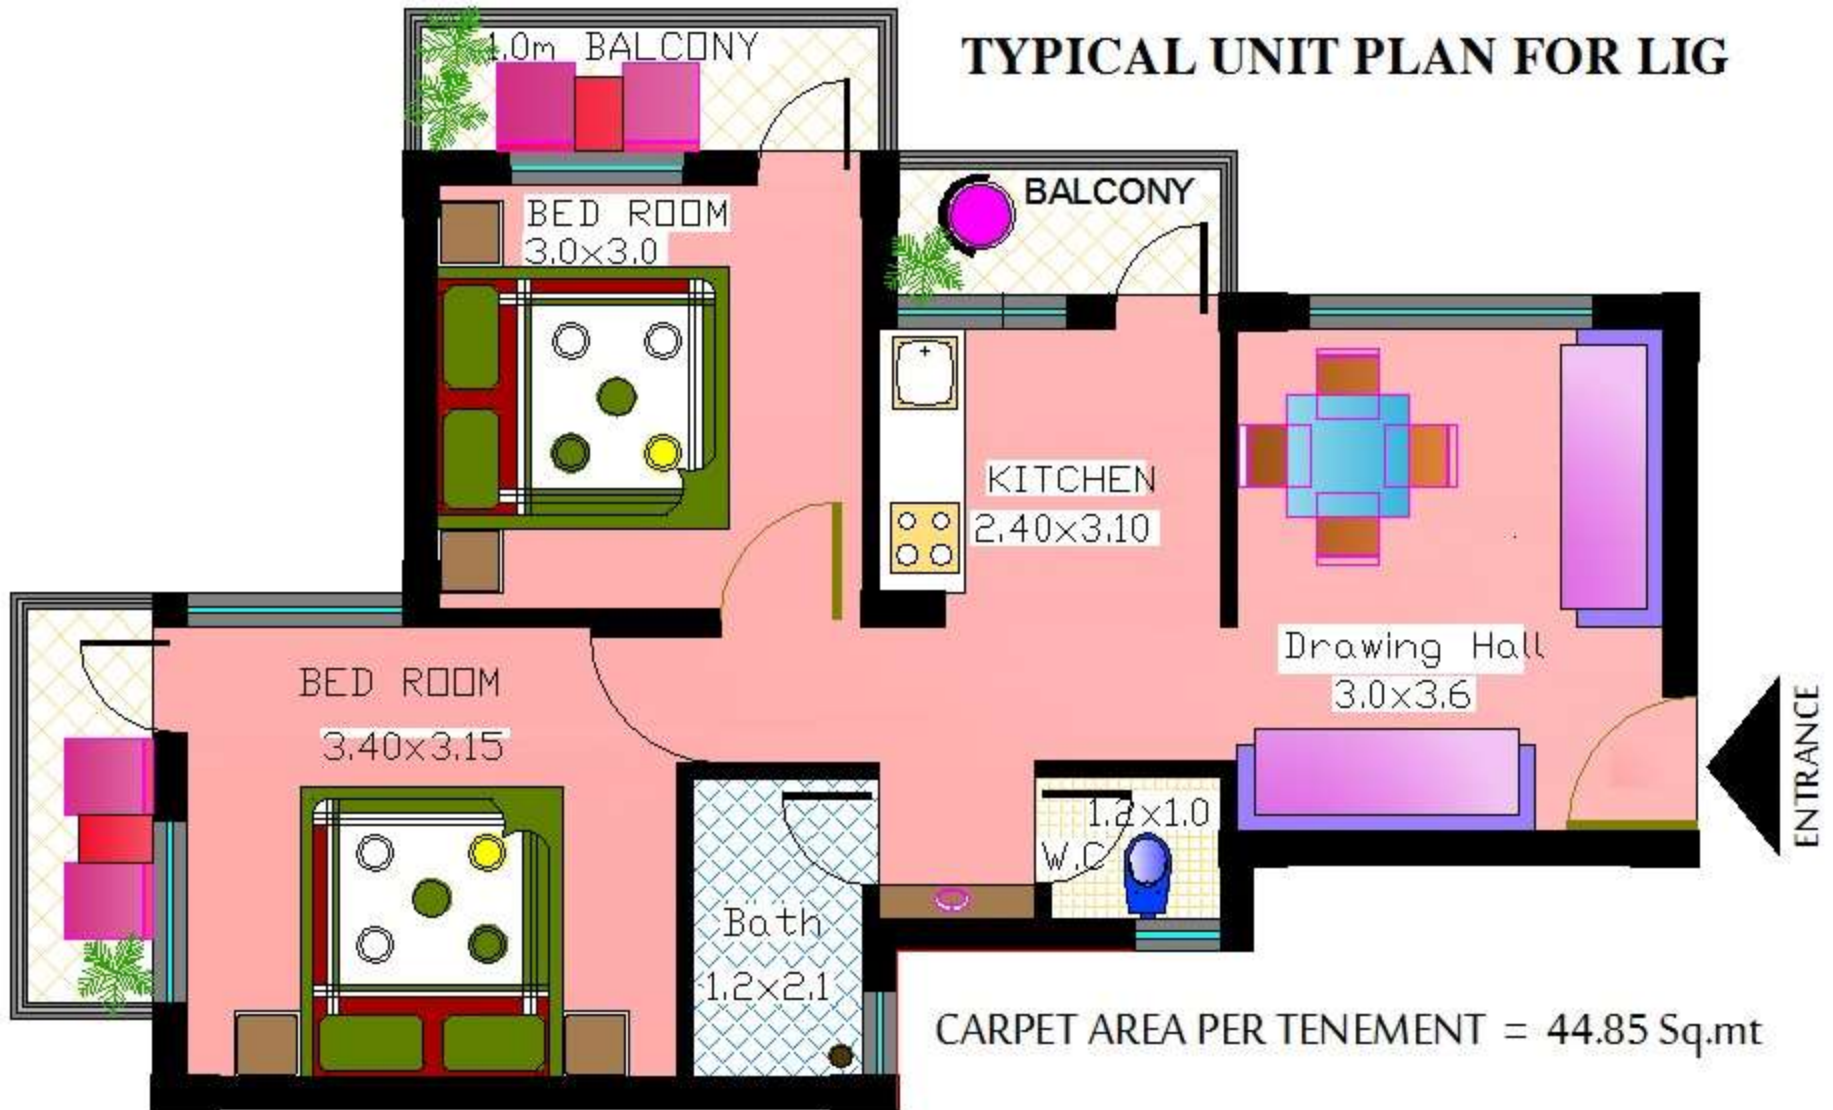 TYPICAL UNIT PLAN FOR LIG
1.0m BALCONY
BALCONY
BED ROOM
3.0x3.0
KITCHEN
2.40x3.10
Drawing Hall
3.0x3.6
BED ROOM
3.40x3.15
ENTRANCE
1.2x1.0
W.C
Bath
1.2x2.1
CARPET AREA PER TENEMENT = 44.85 Sq.mt